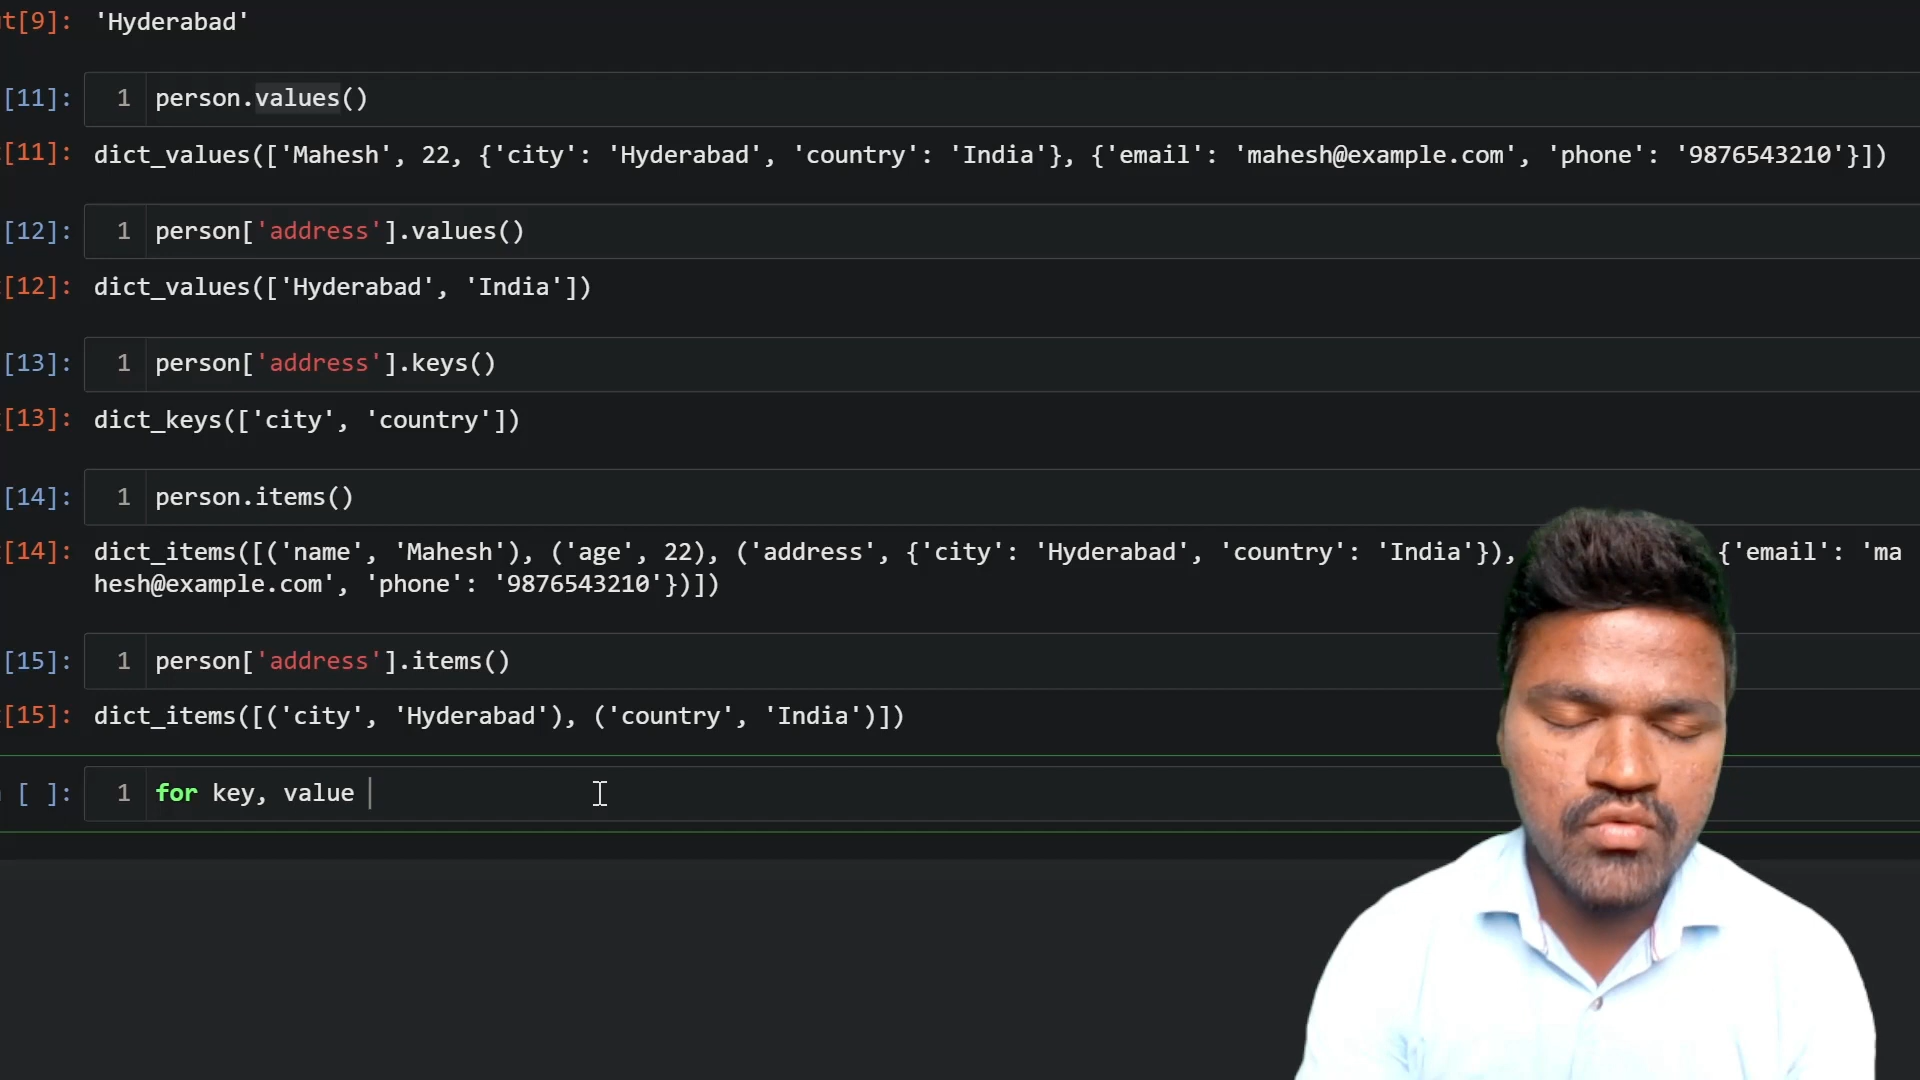 t[9]: 'Hyderabad'
[11]: 1 person.values()
[11]: dict_values(['Mahesh', 22, {'city': 'Hyderabad', 'country': 'India'}, {'email': 'mahesh@example.com', 'phone': '9876543210'}])
[12]: 1 person['address'].values()
[12]: dict_values(['Hyderabad', 'India'])
[13]: 1 person['address'].keys()
[13]: dict_keys(['city', 'country'])
[14]: 1 person.items()
[14]: dict_items([('name', 'Mahesh'), ('age', 22), ('address', {'city': 'Hyderabad', 'country': 'India'}), {'email': 'ma
hesh@example.com', 'phone': '9876543210'})])
[15]: 1 person['address'].items()
[15]: dict_items([('city', 'Hyderabad'), ('country', 'India')])
[ ]: 1 for key, value